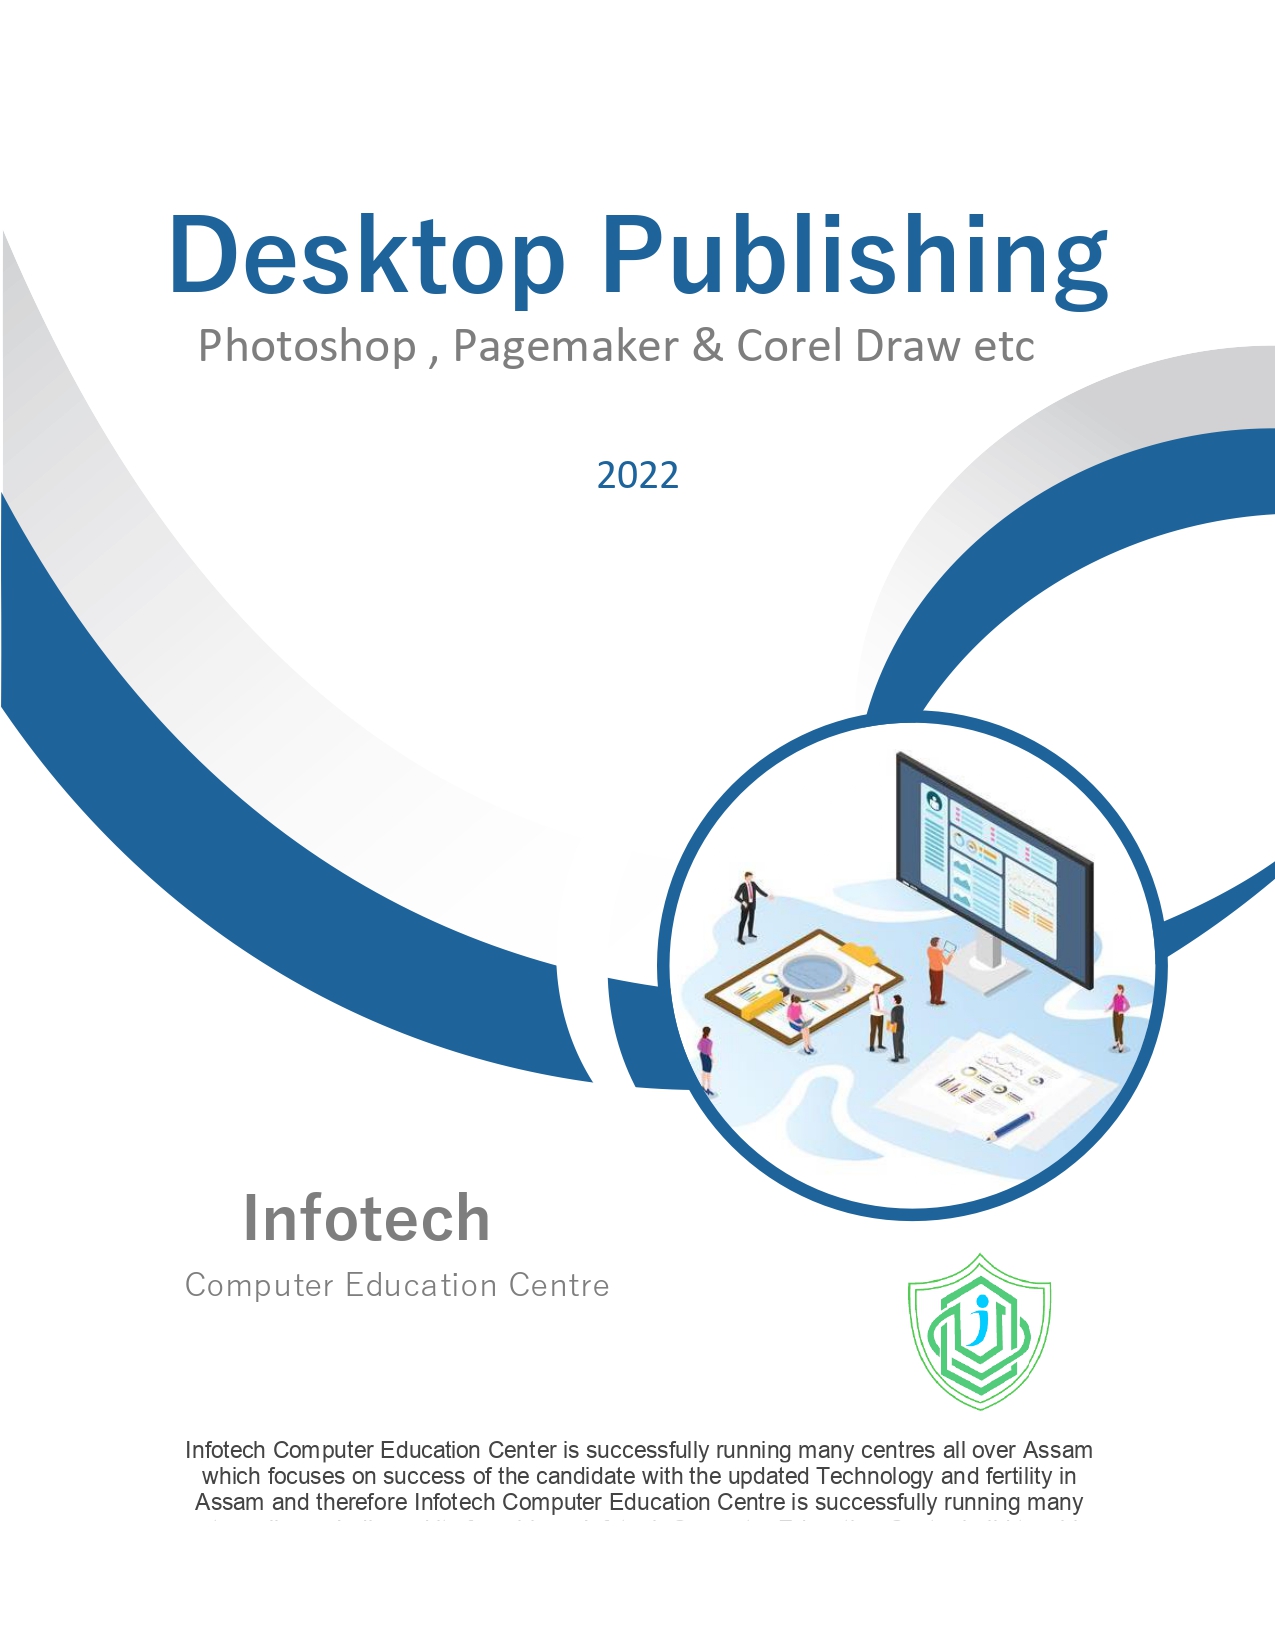 Desktop Publishing
Photoshop , Pagemaker & Corel Draw etc
2022
Infotech
Computer Education Centre
j
Infotech Computer Education Center is successfully running many centres all over Assam
which focuses on success of the candidate with the updated Technology and fertility in
Assam and therefore Infotech Computer Education Centre is successfully running many